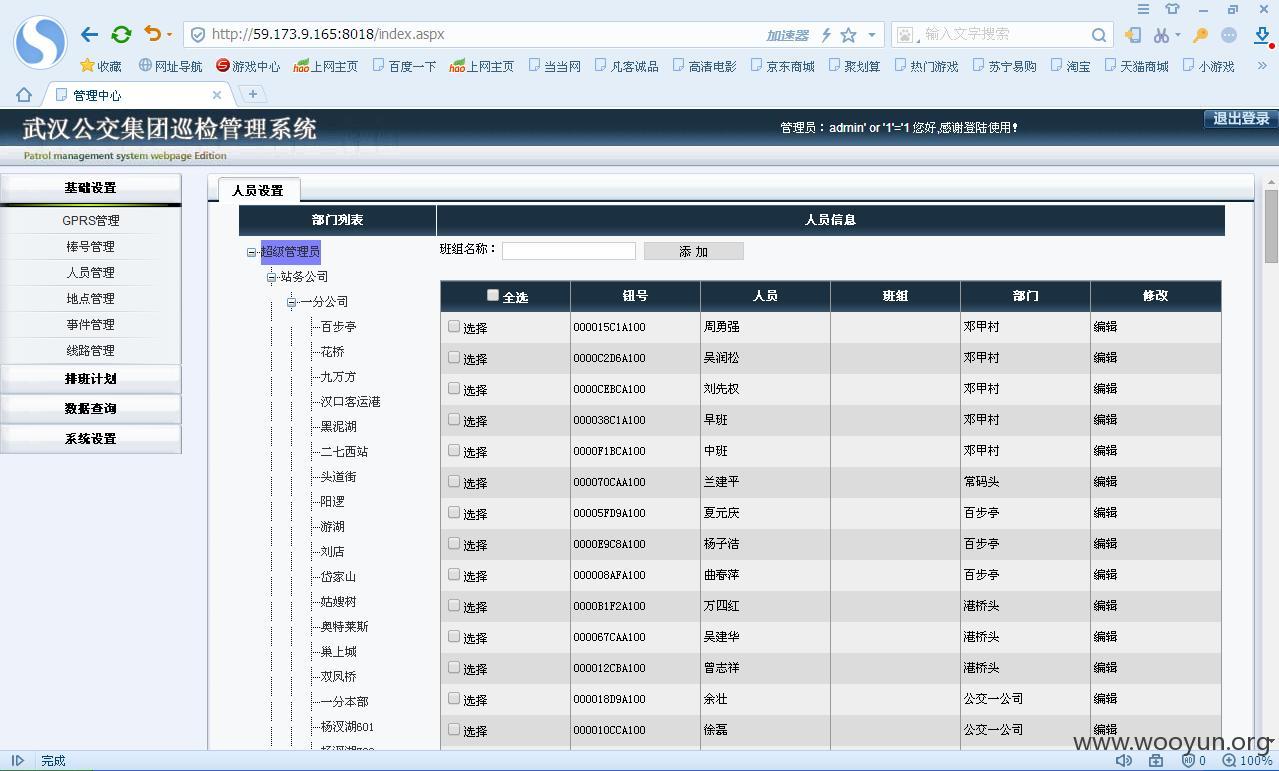 http://59.173.9.165:8018/index.aspx
加速器
输入文字搜索
收藏 网址导航 游戏中心 上网主页 百度一下 上网主页 当当网 凡客诚品 高清电影 京东商城 聚划算 热门游戏 苏宁易购 淘宝 天猫商城 小游戏
管理中心
武汉公交集团巡检管理系统
Patrol management system webpage Edition
管理员：admin' or '1'='1 您好,感谢登陆使用!
退出登录
基础设置
GPRS管理
棒号管理
人员管理
地点管理
事件管理
线路管理
排班计划
数据查询
系统设置
人员设置
部门列表
超级管理员
站务公司
一分公司
百步亭
花桥
九万方
汉口客运港
黑泥湖
二七西站
头道街
阳逻
游湖
刘店
岱家山
姑嫂树
奥特莱斯
巢上城
双凤桥
一分本部
杨汊湖601
人员信息
班组名称： 添 加
全选 钮号 人员 班组 部门 修改
选择 000015C1A100 周勇强 邓甲村 编辑
选择 0000C2D6A100 吴润松 邓甲村 编辑
选择 0000CEBCA100 刘先权 邓甲村 编辑
选择 000038C1A100 早班 邓甲村 编辑
选择 0000F1BCA100 中班 邓甲村 编辑
选择 000070CAA100 兰建平 常码头 编辑
选择 00005FD9A100 夏元庆 百步亭 编辑
选择 0000E9C8A100 杨子浩 百步亭 编辑
选择 000008AFA100 曲春萍 百步亭 编辑
选择 0000B1F2A100 万四红 港桥头 编辑
选择 000067CAA100 吴建华 港桥头 编辑
选择 000012CBA100 曾志祥 港桥头 编辑
选择 000018D9A100 余壮 公交一公司 编辑
选择 000010CCA100 徐磊 公交一公司 编辑
www.wooyun.org
完成
0
100%